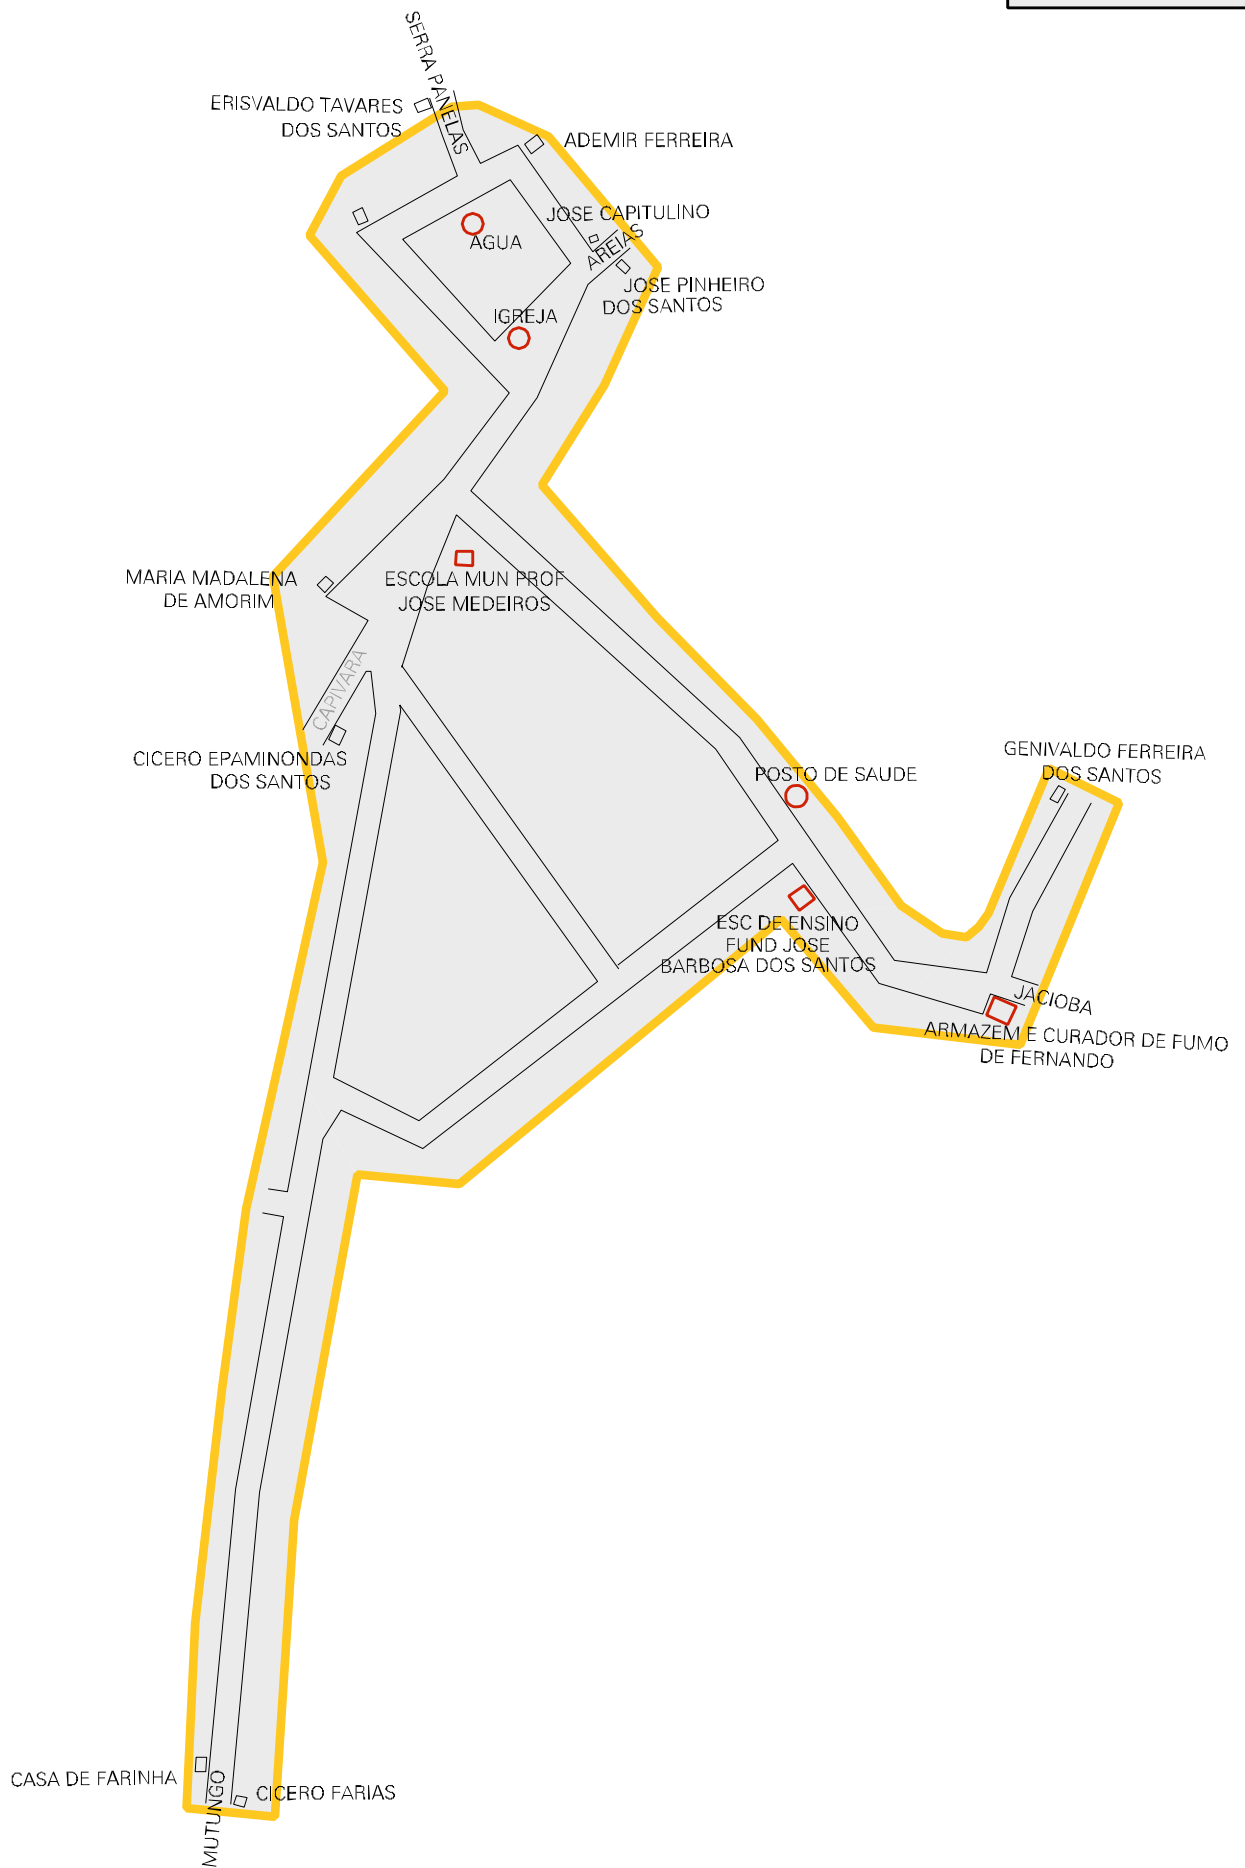 SERRA PANELAS
ERISVALDO TAVARES
DOS SANTOS
ADEMIR FERREIRA
JOSE CAPITULINO
AGUA
AREIAS
JOSE PINHEIRO
DOS SANTOS
IGREJA
MARIA MADALENA
DE AMORIM
ESCOLA MUN PROF
JOSE MEDEIROS
CAPIVARA
CICERO EPAMINONDAS
DOS SANTOS
POSTO DE SAUDE
GENIVALDO FERREIRA
DOS SANTOS
ESC DE ENSINO
FUND JOSE
BARBOSA DOS SANTOS
JACIOBA
ARMAZEM E CURADOR DE FUMO
DE FERNANDO
CASA DE FARINHA
MUTUNGO
CICERO FARIAS